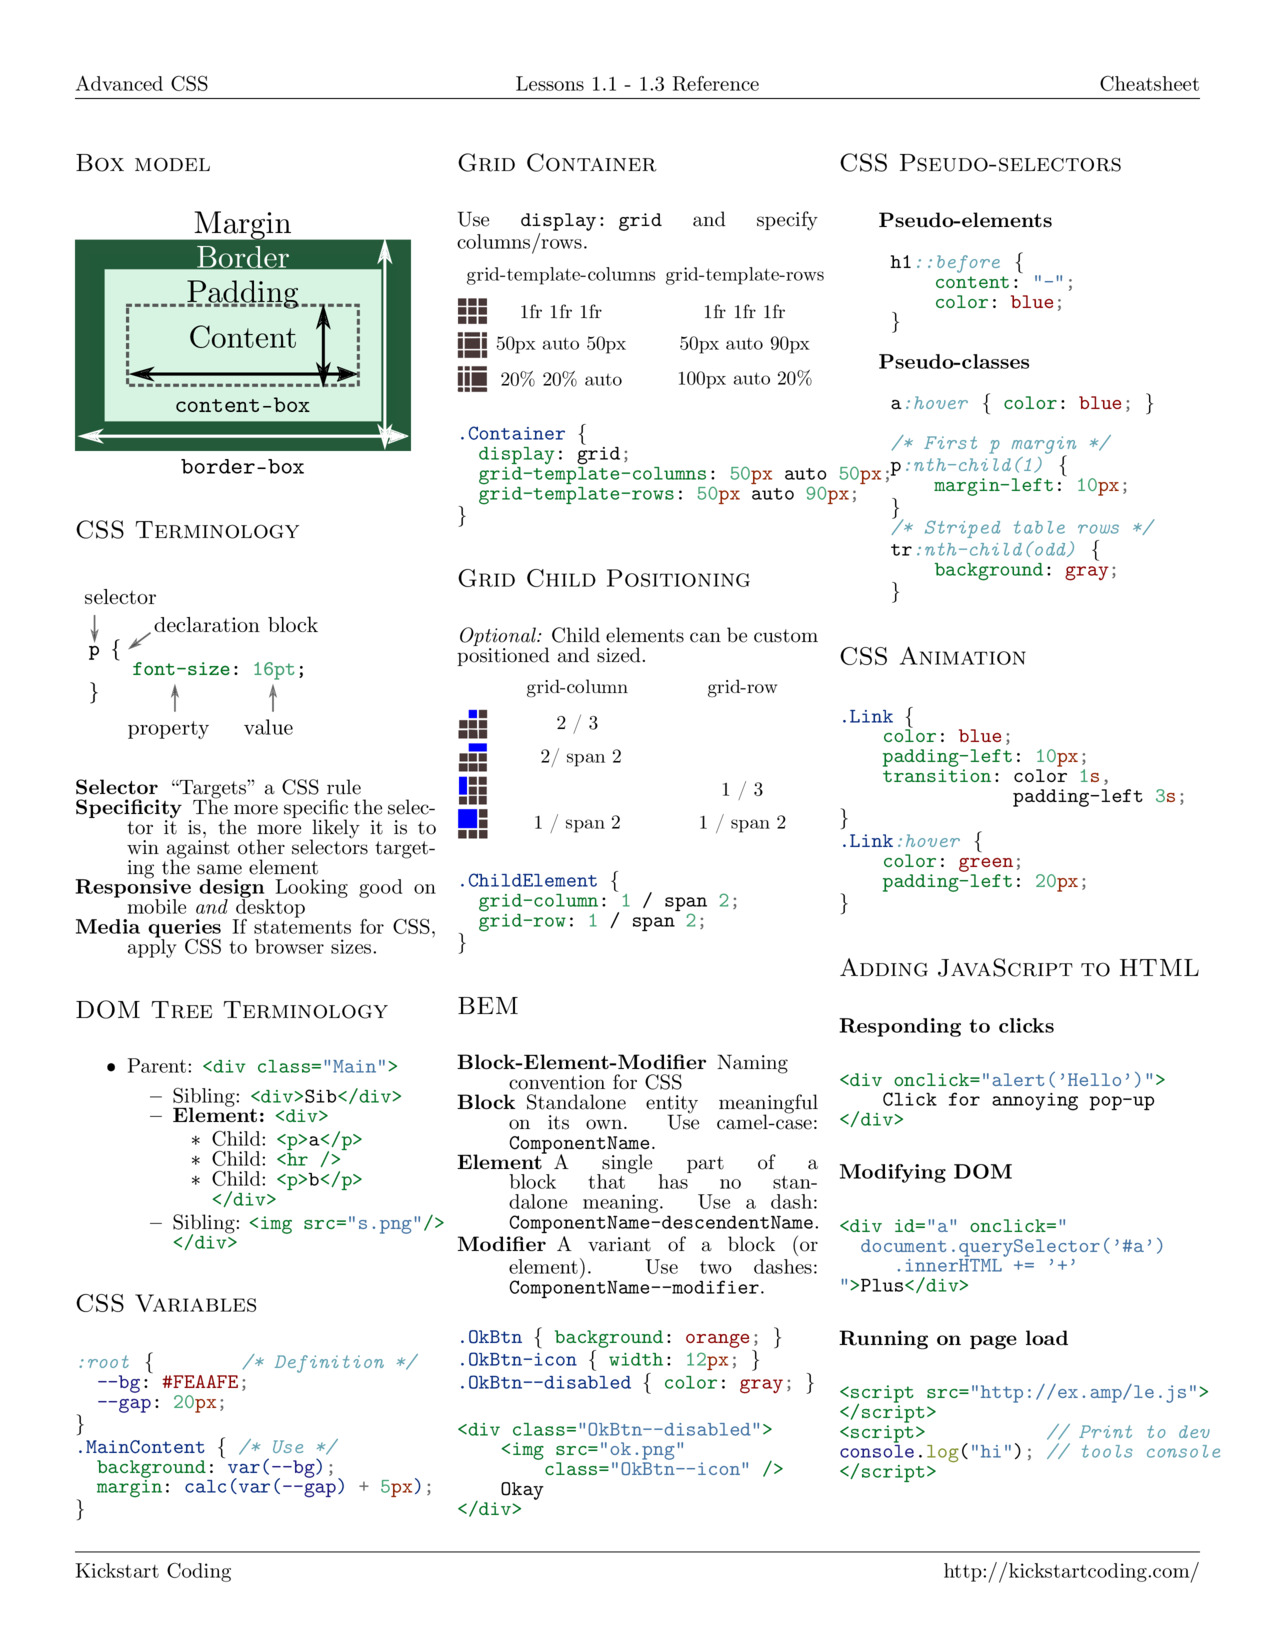 Advanced CSS
Lessons 1.1 - 1.3 Reference
Cheatsheet
Box model
Margin
Border
Padding
Content
content-box
border-box
CSS Terminology
selector
declaration block
p {
font-size: 16pt;
}
property value
Selector “Targets” a CSS rule
Specificity The more specific the selec-
tor it is, the more likely it is to
win against other selectors target-
ing the same element
Responsive design Looking good on
mobile and desktop
Media queries If statements for CSS,
apply CSS to browser sizes.
DOM Tree Terminology
• Parent: <div class="Main">
– Sibling: <div>Sib</div>
– Element: <div>
∗ Child: <p>a</p>
∗ Child: <hr />
∗ Child: <p>b</p>
</div>
– Sibling: <img src="s.png"/>
</div>
CSS Variables
:root { /* Definition */
--bg: #FEAAFE;
--gap: 20px;
}
.MainContent { /* Use */
background: var(--bg);
margin: calc(var(--gap) + 5px);
}
Grid Container
Use display: grid and specify
columns/rows.
grid-template-columns grid-template-rows
1fr 1fr 1fr 1fr 1fr 1fr
50px auto 50px 50px auto 90px
20% 20% auto 100px auto 20%
.Container {
display: grid;
grid-template-columns: 50px auto 50px;
grid-template-rows: 50px auto 90px;
}
Grid Child Positioning
Optional: Child elements can be custom
positioned and sized.
grid-column grid-row
2 / 3
2/ span 2
1 / 3
1 / span 2 1 / span 2
.ChildElement {
grid-column: 1 / span 2;
grid-row: 1 / span 2;
}
BEM
Block-Element-Modifier Naming
convention for CSS
Block Standalone entity meaningful
on its own. Use camel-case:
ComponentName.
Element A single part of a
block that has no stan-
dalone meaning. Use a dash:
ComponentName-descendentName.
Modifier A variant of a block (or
element). Use two dashes:
ComponentName--modifier.
.OkBtn { background: orange; }
.OkBtn-icon { width: 12px; }
.OkBtn--disabled { color: gray; }
<div class="OkBtn--disabled">
<img src="ok.png"
class="OkBtn--icon" />
Okay
</div>
CSS Pseudo-selectors
Pseudo-elements
h1::before {
content: "-";
color: blue;
}
Pseudo-classes
a:hover { color: blue; }
/* First p margin */
p:nth-child(1) {
margin-left: 10px;
}
/* Striped table rows */
tr:nth-child(odd) {
background: gray;
}
CSS Animation
.Link {
color: blue;
padding-left: 10px;
transition: color 1s,
padding-left 3s;
}
.Link:hover {
color: green;
padding-left: 20px;
}
Adding JavaScript to HTML
Responding to clicks
<div onclick="alert('Hello')">
Click for annoying pop-up
</div>
Modifying DOM
<div id="a" onclick="
document.querySelector('#a')
.innerHTML += '+'
">Plus</div>
Running on page load
<script src="http://ex.amp/le.js">
</script>
<script> // Print to dev
console.log("hi"); // tools console
</script>
Kickstart Coding
http://kickstartcoding.com/